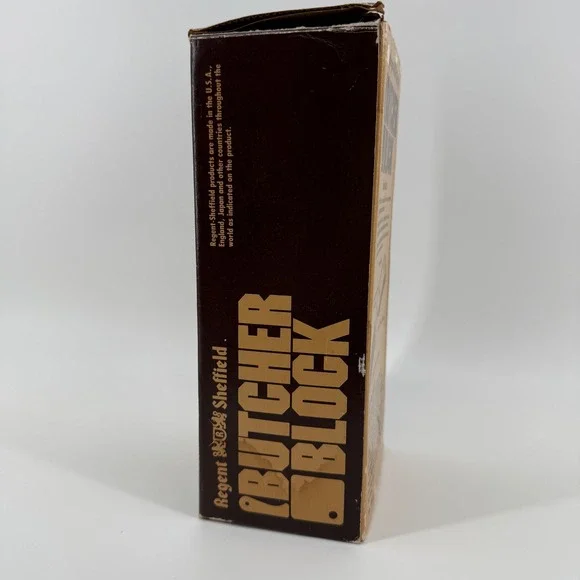 Regent Sheffield
BUTCHER
BLOCK
Regent-Sheffield products are made in the U.S.A.,
England, Japan and other countries throughout the
world as indicated on the product.